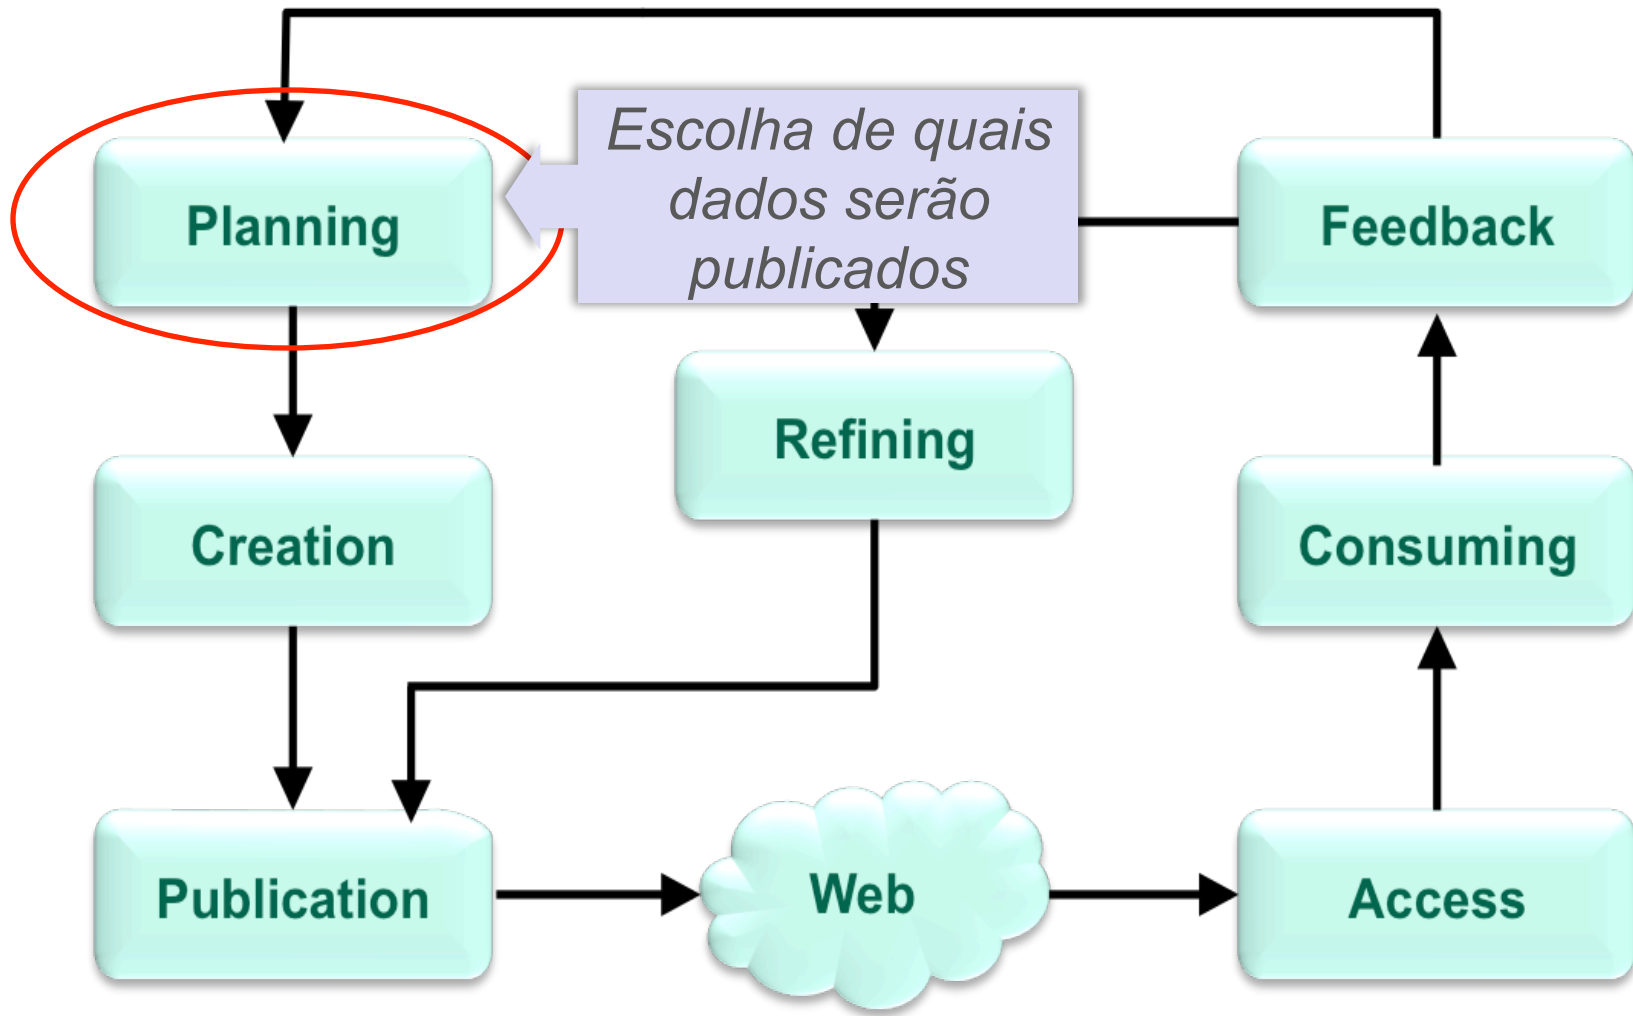 Escolha de quais
dados serão
publicados
Planning
Feedback
Refining
Creation
Consuming
Publication
Web
Access